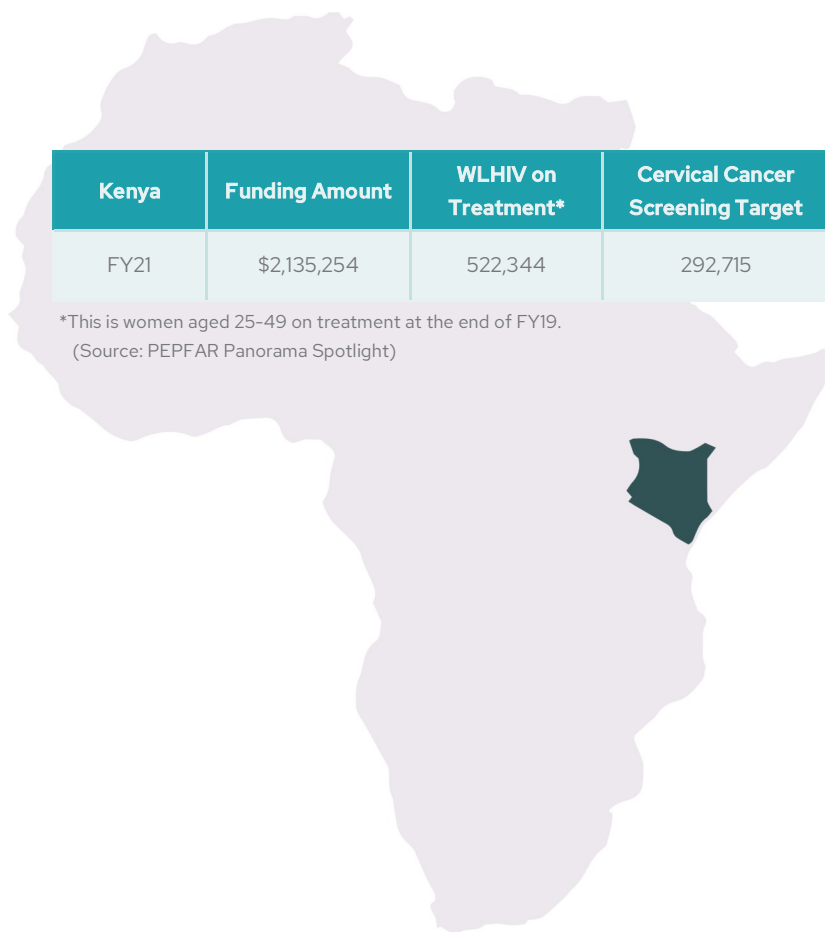 Kenya Funding Amount WLHIV on Treatment* Cervical Cancer Screening Target
FY21 $2,135,254 522,344 292,715
*This is women aged 25-49 on treatment at the end of FY19.
(Source: PEPFAR Panorama Spotlight)